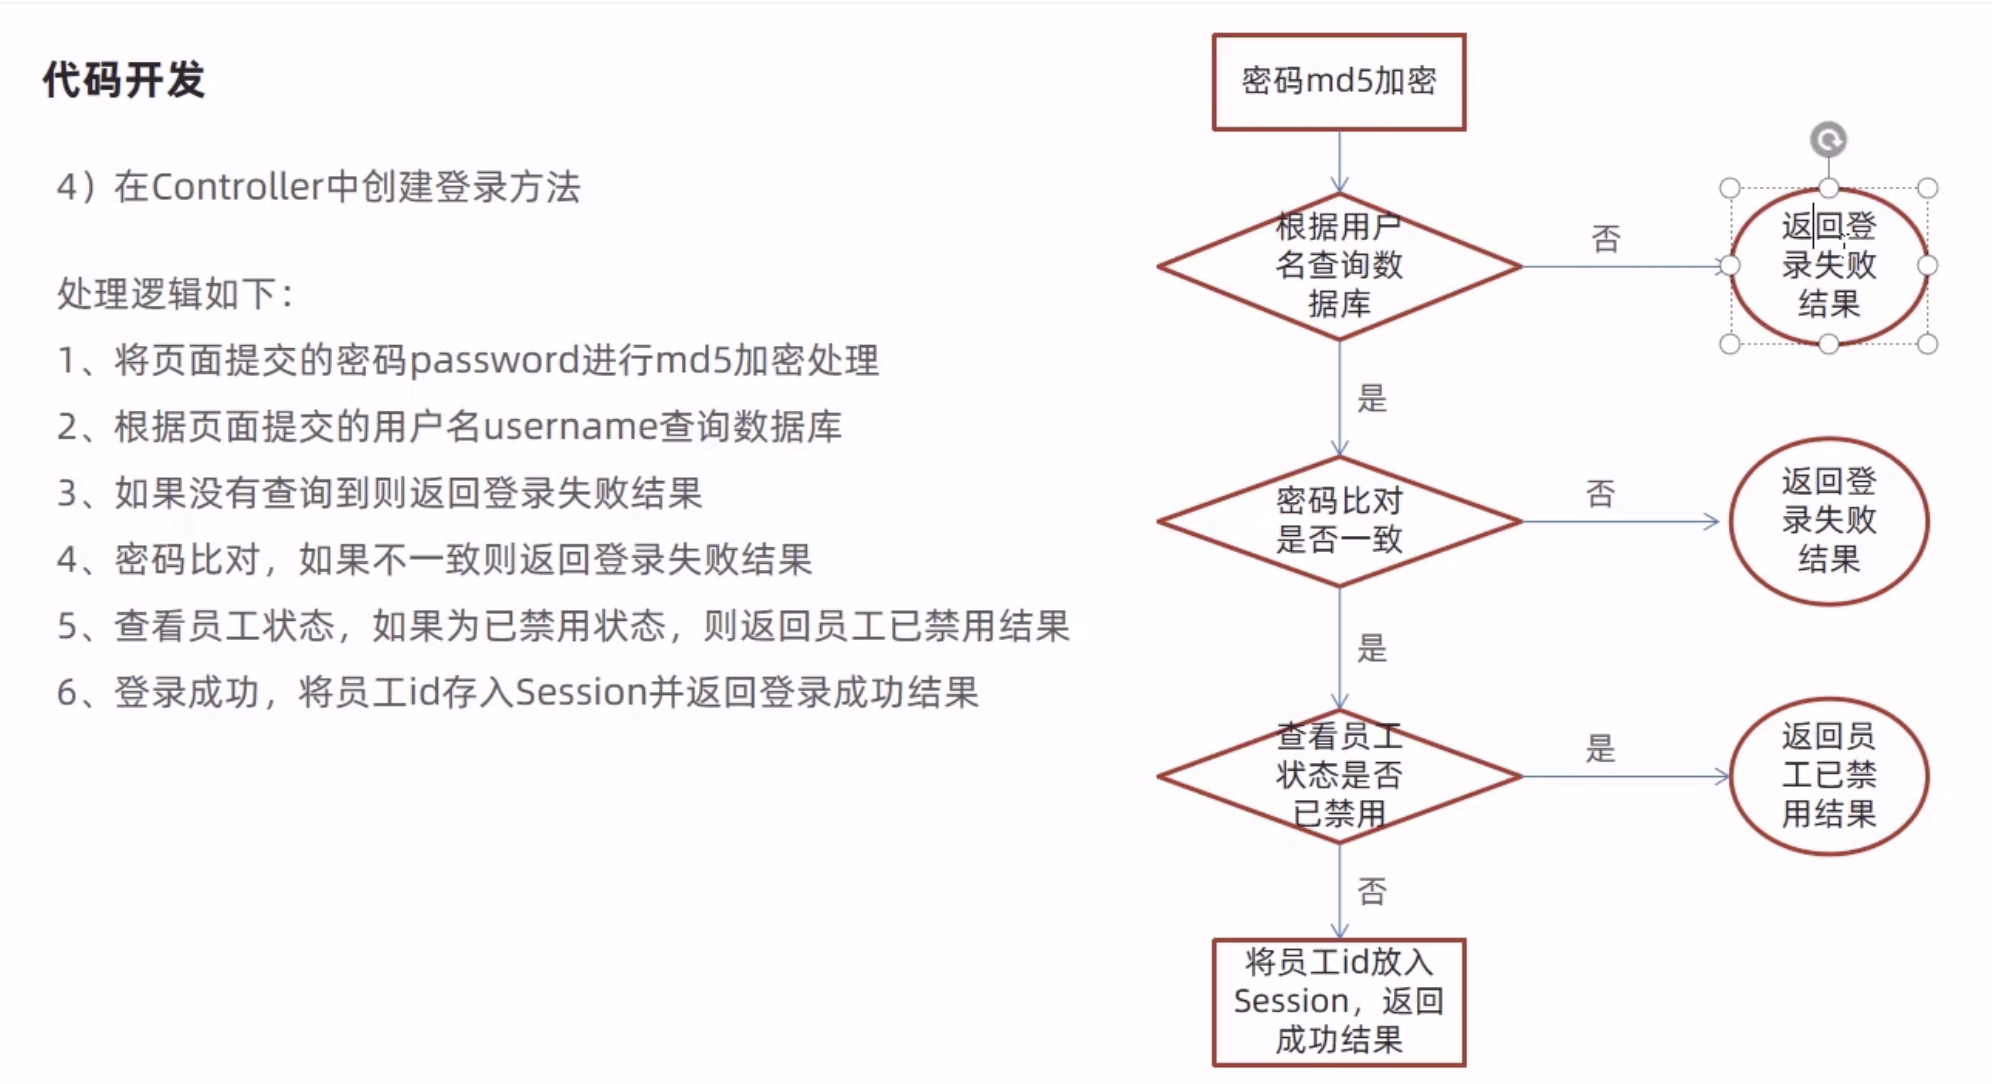 代码开发
4）在Controller中创建登录方法
处理逻辑如下：
1、将页面提交的密码password进行md5加密处理
2、根据页面提交的用户名username查询数据库
3、如果没有查询到则返回登录失败结果
4、密码比对，如果不一致则返回登录失败结果
5、查看员工状态，如果为已禁用状态，则返回员工已禁用结果
6、登录成功，将员工id存入Session并返回登录成功结果
密码md5加密
根据用户
名查询数
据库
否
返回登
录失败
结果
是
密码比对
是否一致
否
返回登
录失败
结果
是
查看员工
状态是否
已禁用
是
返回员
工已禁
用结果
否
将员工id放入
Session，返回
成功结果